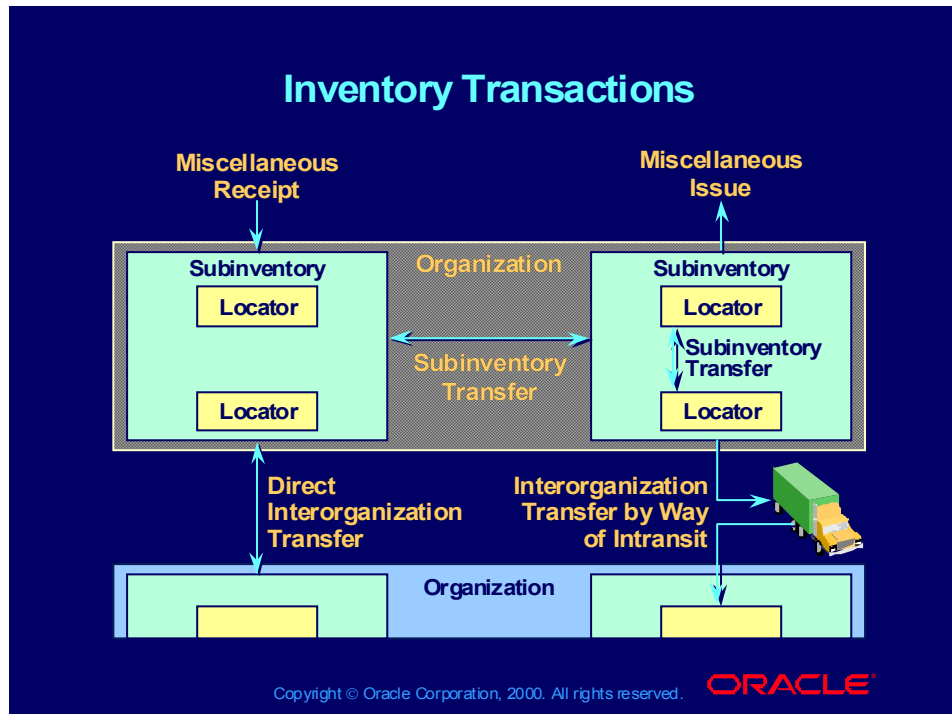 Inventory Transactions
Miscellaneous
Receipt
Miscellaneous
Issue
Organization
Subinventory
Locator
Locator
Subinventory
Transfer
Subinventory
Locator
Subinventory
Transfer
Locator
Direct
Interorganization
Transfer
Interorganization
Transfer by Way
of Intransit
Organization
Copyright © Oracle Corporation, 2000. All rights reserved.
ORACLE®